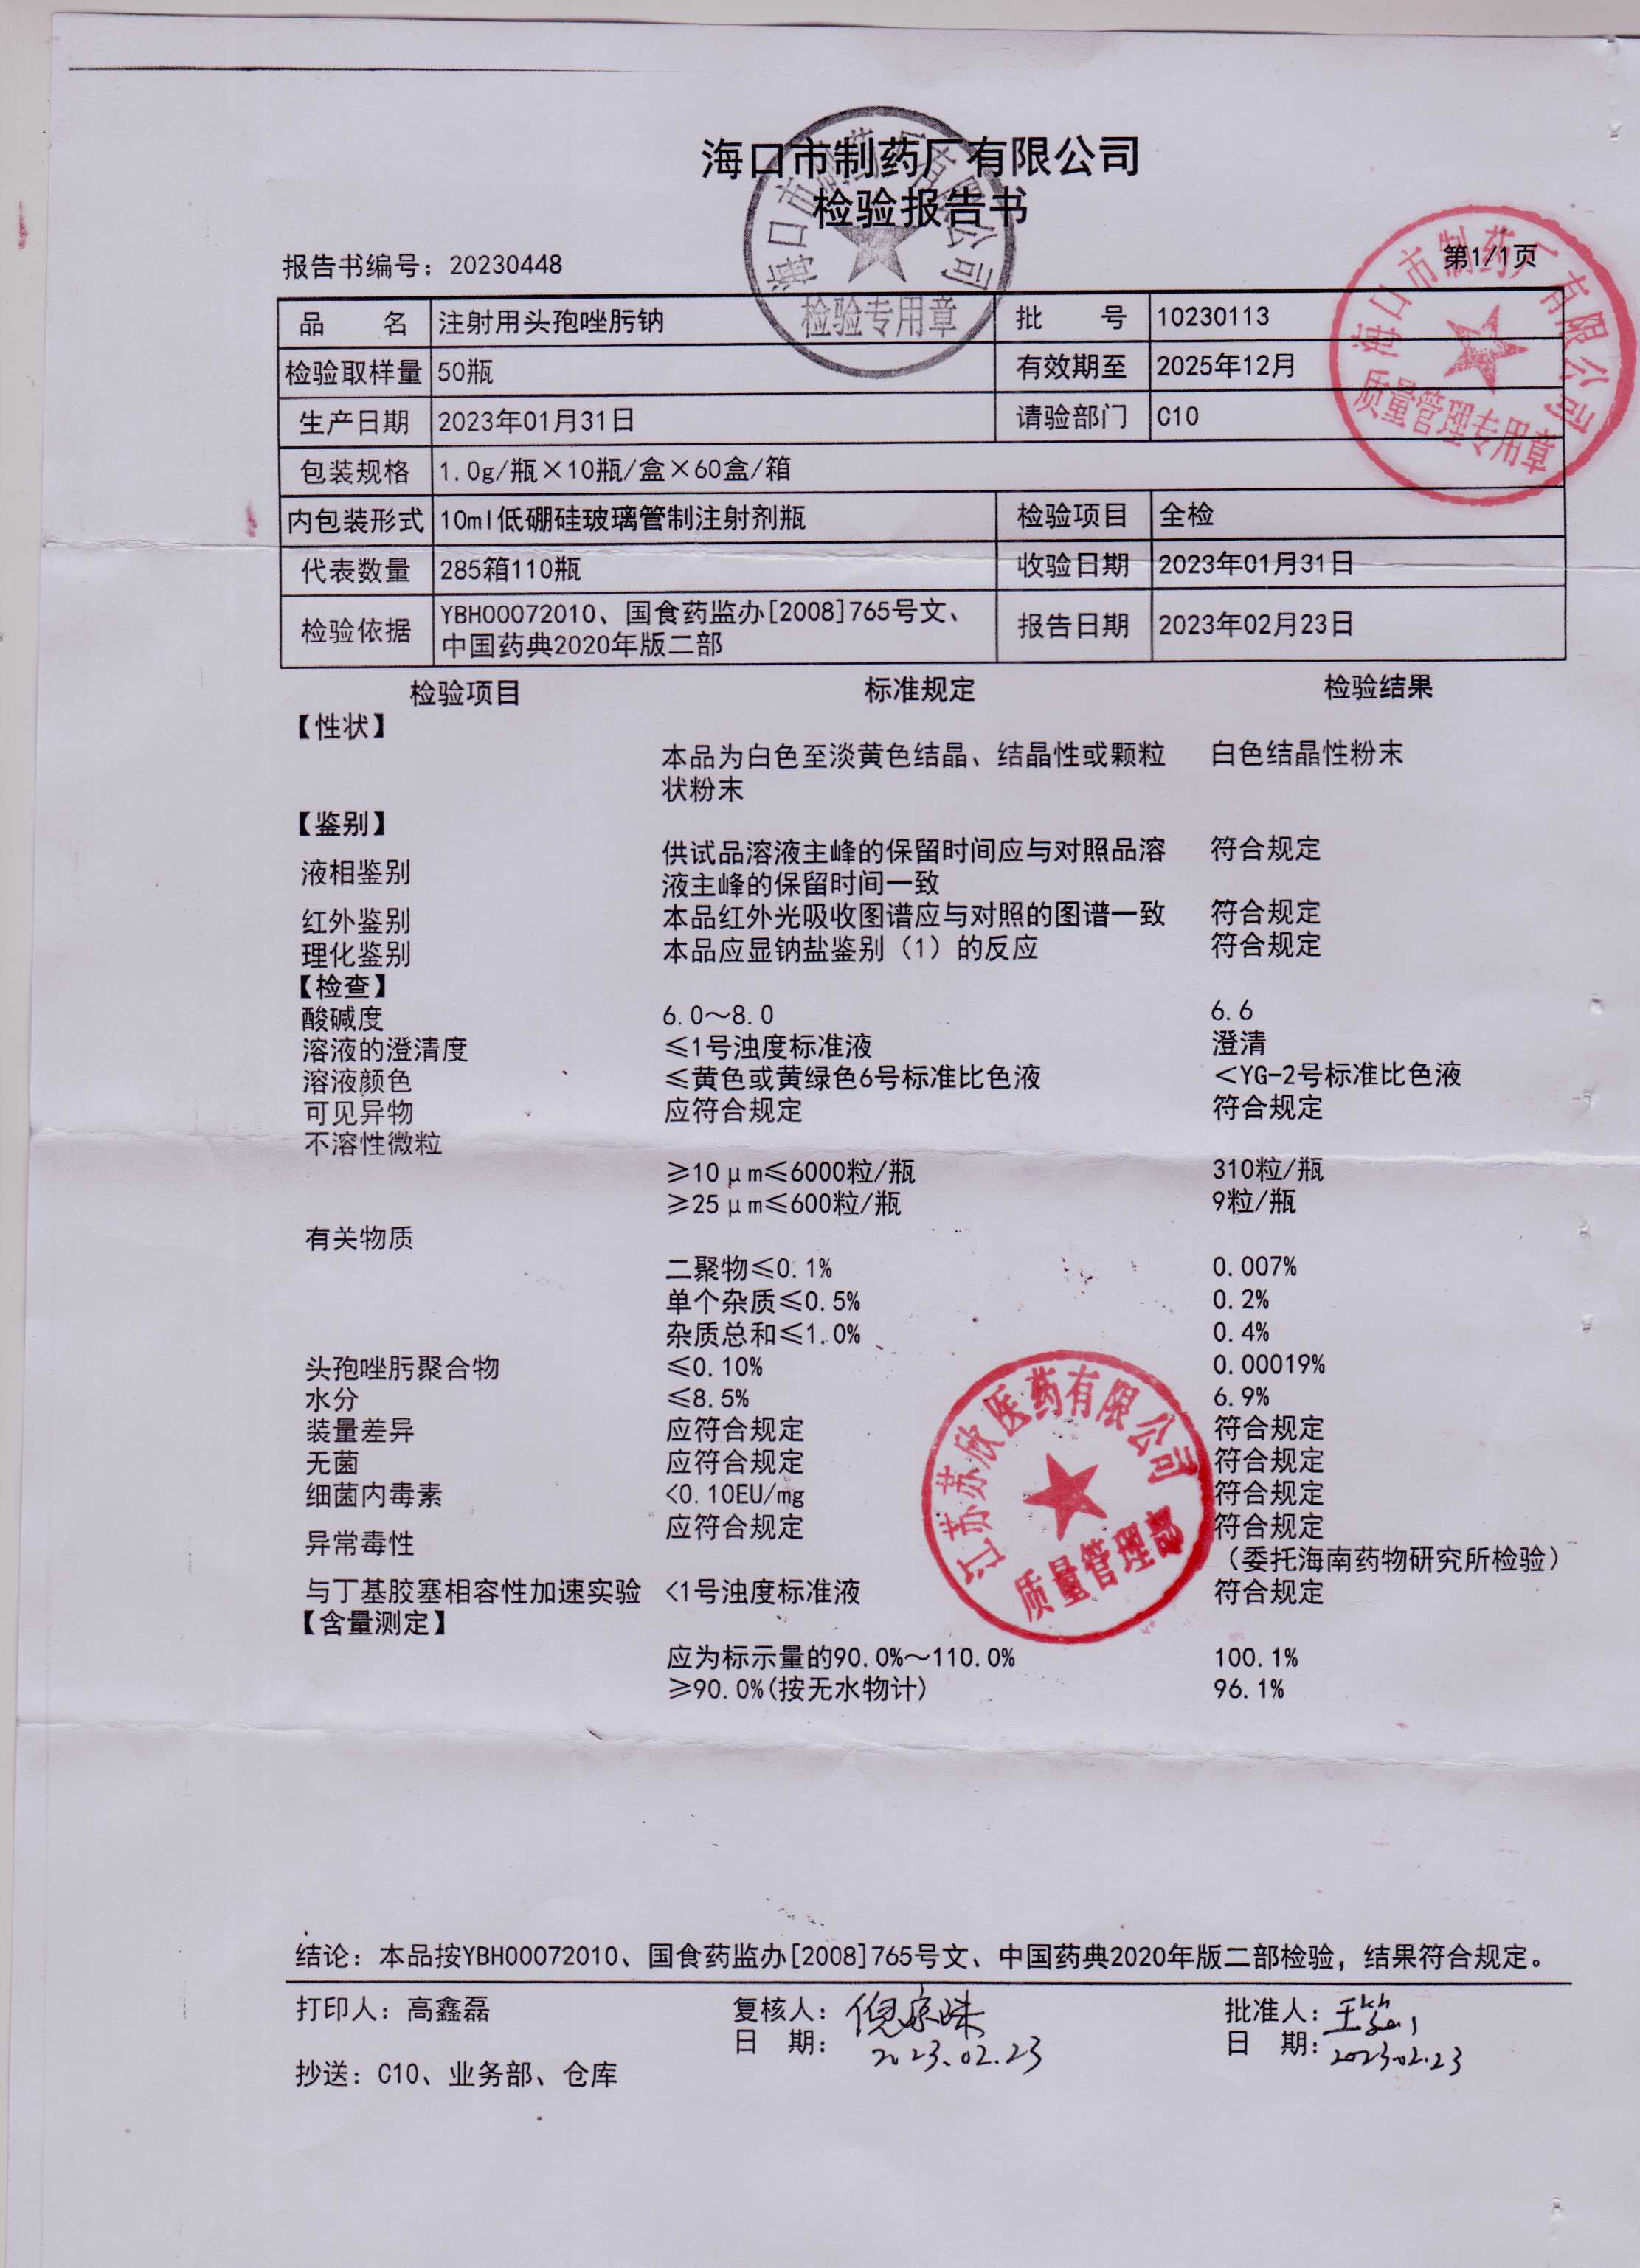 海口市制药厂有限公司
检验报告书
海口市制药厂有限公司
检验专用章
报告书编号：20230448
第1/1页
海口市制药厂有限公司
质量管理专用章
品 名 注射用头孢唑肟钠 批 号 10230113
检验取样量 50瓶 有效期至 2025年12月
生产日期 2023年01月31日 请验部门 C10
包装规格 1.0g/瓶×10瓶/盒×60盒/箱
内包装形式 10ml低硼硅玻璃管制注射剂瓶 检验项目 全检
代表数量 285箱110瓶 收验日期 2023年01月31日
检验依据 YBH00072010、国食药监办[2008]765号文、
中国药典2020年版二部 报告日期 2023年02月23日
检验项目 标准规定 检验结果
【性状】
本品为白色至淡黄色结晶、结晶性或颗粒 白色结晶性粉末
状粉末
【鉴别】
液相鉴别 供试品溶液主峰的保留时间应与对照品溶 符合规定
液主峰的保留时间一致
红外鉴别 本品红外光吸收图谱应与对照的图谱一致 符合规定
理化鉴别 本品应显钠盐鉴别（1）的反应 符合规定
【检查】
酸碱度 6.0～8.0 6.6
溶液的澄清度 ≤1号浊度标准液 澄清
溶液颜色 ≤黄色或黄绿色6号标准比色液 ＜YG-2号标准比色液
可见异物 应符合规定 符合规定
不溶性微粒
≥10μm≤6000粒/瓶 310粒/瓶
≥25μm≤600粒/瓶 9粒/瓶
有关物质
二聚物≤0.1% 0.007%
单个杂质≤0.5% 0.2%
杂质总和≤1.0% 0.4%
头孢唑肟聚合物 ≤0.10% 0.00019%
水分 ≤8.5% 6.9%
装量差异 应符合规定 符合规定
无菌 应符合规定 符合规定
细菌内毒素 <0.10EU/mg 符合规定
异常毒性 应符合规定 符合规定
（委托海南药物研究所检验）
与丁基胶塞相容性加速实验 <1号浊度标准液 符合规定
江苏苏欣医药有限公司
质量管理部
【含量测定】
应为标示量的90.0%～110.0% 100.1%
≥90.0%(按无水物计) 96.1%
结论：本品按YBH00072010、国食药监办[2008]765号文、中国药典2020年版二部检验，结果符合规定。
打印人：高鑫磊 复核人： 批准人：
日 期：2023.02.23 日 期：2023.02.23
抄送：C10、业务部、仓库